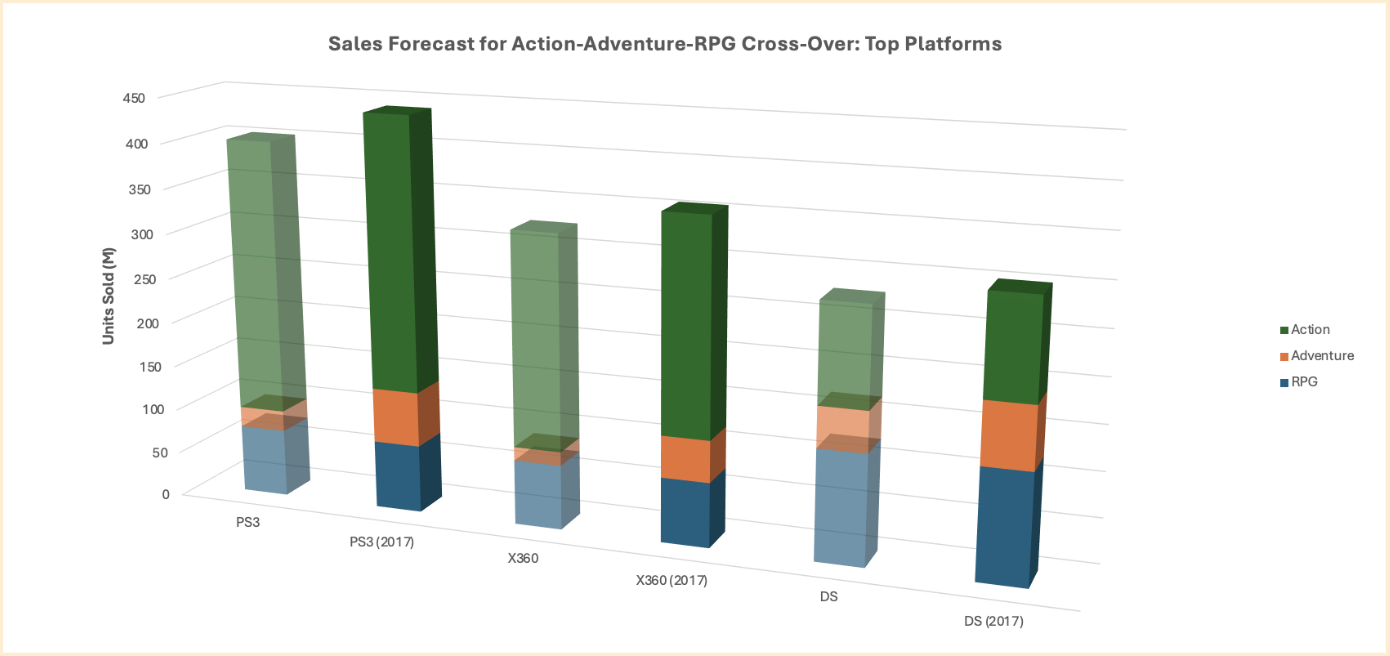 Sales Forecast for Action-Adventure-RPG Cross-Over: Top Platforms
Units Sold (M)
450
400
350
300
250
200
150
100
50
0
PS3
PS3 (2017)
X360
X360 (2017)
DS
DS (2017)
Action
Adventure
RPG